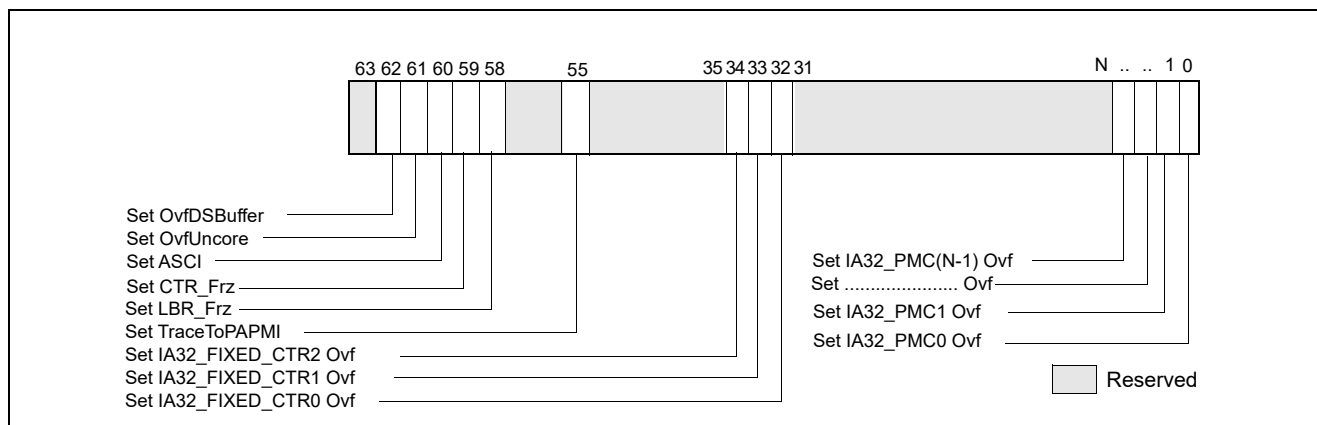 63 62 61 60 59 58 55 35 34 33 32 31 N .. .. 1 0
Set OvfDSBuffer
Set OvfUncore
Set ASCI
Set CTR_Frz
Set LBR_Frz
Set TraceToPAPMI
Set IA32_FIXED_CTR2 Ovf
Set IA32_FIXED_CTR1 Ovf
Set IA32_FIXED_CTR0 Ovf
Set IA32_PMC(N-1) Ovf
Set ...................... Ovf
Set IA32_PMC1 Ovf
Set IA32_PMC0 Ovf
Reserved